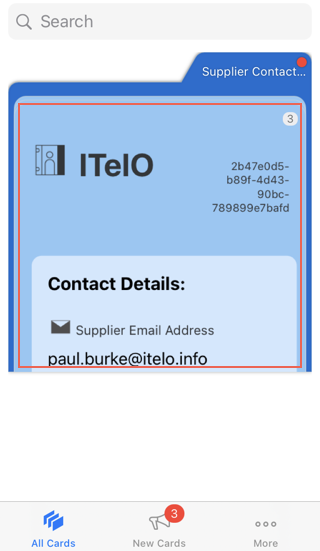 Search
Supplier Contact...
3
ITelO
2b47e0d5-
b89f-4d43-
90bc-
789899e7bafd
Contact Details:
Supplier Email Address
paul.burke@itelo.info
3
All Cards
New Cards
More